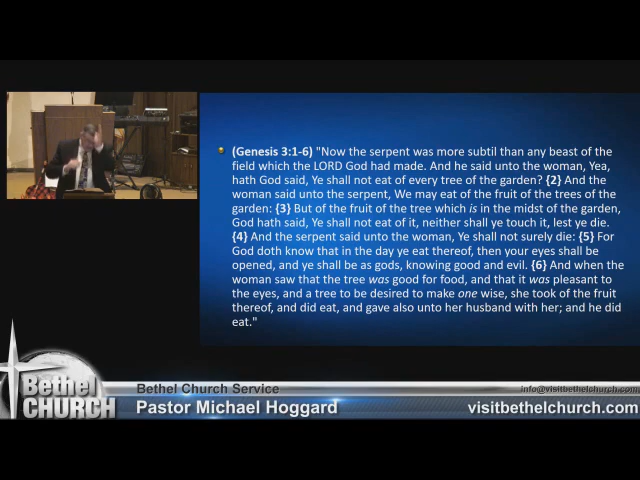 (Genesis 3:1-6) "Now the serpent was more subtil than any beast of the
field which the LORD God had made. And he said unto the woman, Yea,
hath God said, Ye shall not eat of every tree of the garden? {2} And the
woman said unto the serpent, We may eat of the fruit of the trees of the
garden: {3} But of the fruit of the tree which is in the midst of the garden,
God hath said, Ye shall not eat of it, neither shall ye touch it, lest ye die.
{4} And the serpent said unto the woman, Ye shall not surely die: {5} For
God doth know that in the day ye eat thereof, then your eyes shall be
opened, and ye shall be as gods, knowing good and evil. {6} And when the
woman saw that the tree was good for food, and that it was pleasant to
the eyes, and a tree to be desired to make one wise, she took of the fruit
thereof, and did eat, and gave also unto her husband with her; and he did
eat."
Bethel
CHURCH
Bethel Church Service
info@visitbethelchurch.com
Pastor Michael Hoggard
visitbethelchurch.com